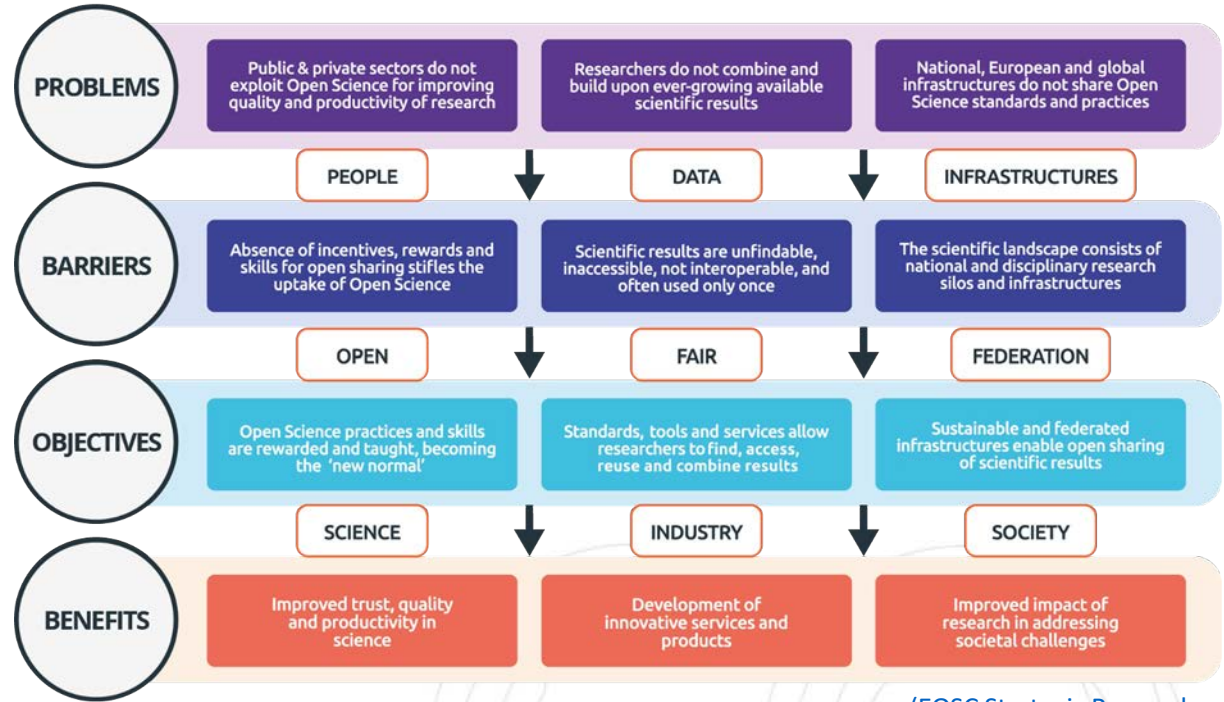 PROBLEMS
Public & private sectors do not
exploit Open Science for improving
quality and productivity of research
Researchers do not combine and
build upon ever-growing available
scientific results
National, European and global
infrastructures do not share Open
Science standards and practices
PEOPLE
DATA
INFRASTRUCTURES
BARRIERS
Absence of incentives, rewards and
skills for open sharing stifles the
uptake of Open Science
Scientific results are unfindable,
inaccessible, not interoperable, and
often used only once
The scientific landscape consists of
national and disciplinary research
silos and infrastructures
OPEN
FAIR
FEDERATION
OBJECTIVES
Open Science practices and skills
are rewarded and taught, becoming
the 'new normal'
Standards, tools and services allow
researchers to find, access,
reuse and combine results
Sustainable and federated
infrastructures enable open sharing
of scientific results
SCIENCE
INDUSTRY
SOCIETY
BENEFITS
Improved trust, quality
and productivity in
science
Development of
innovative services and
products
Improved impact of
research in addressing
societal challenges